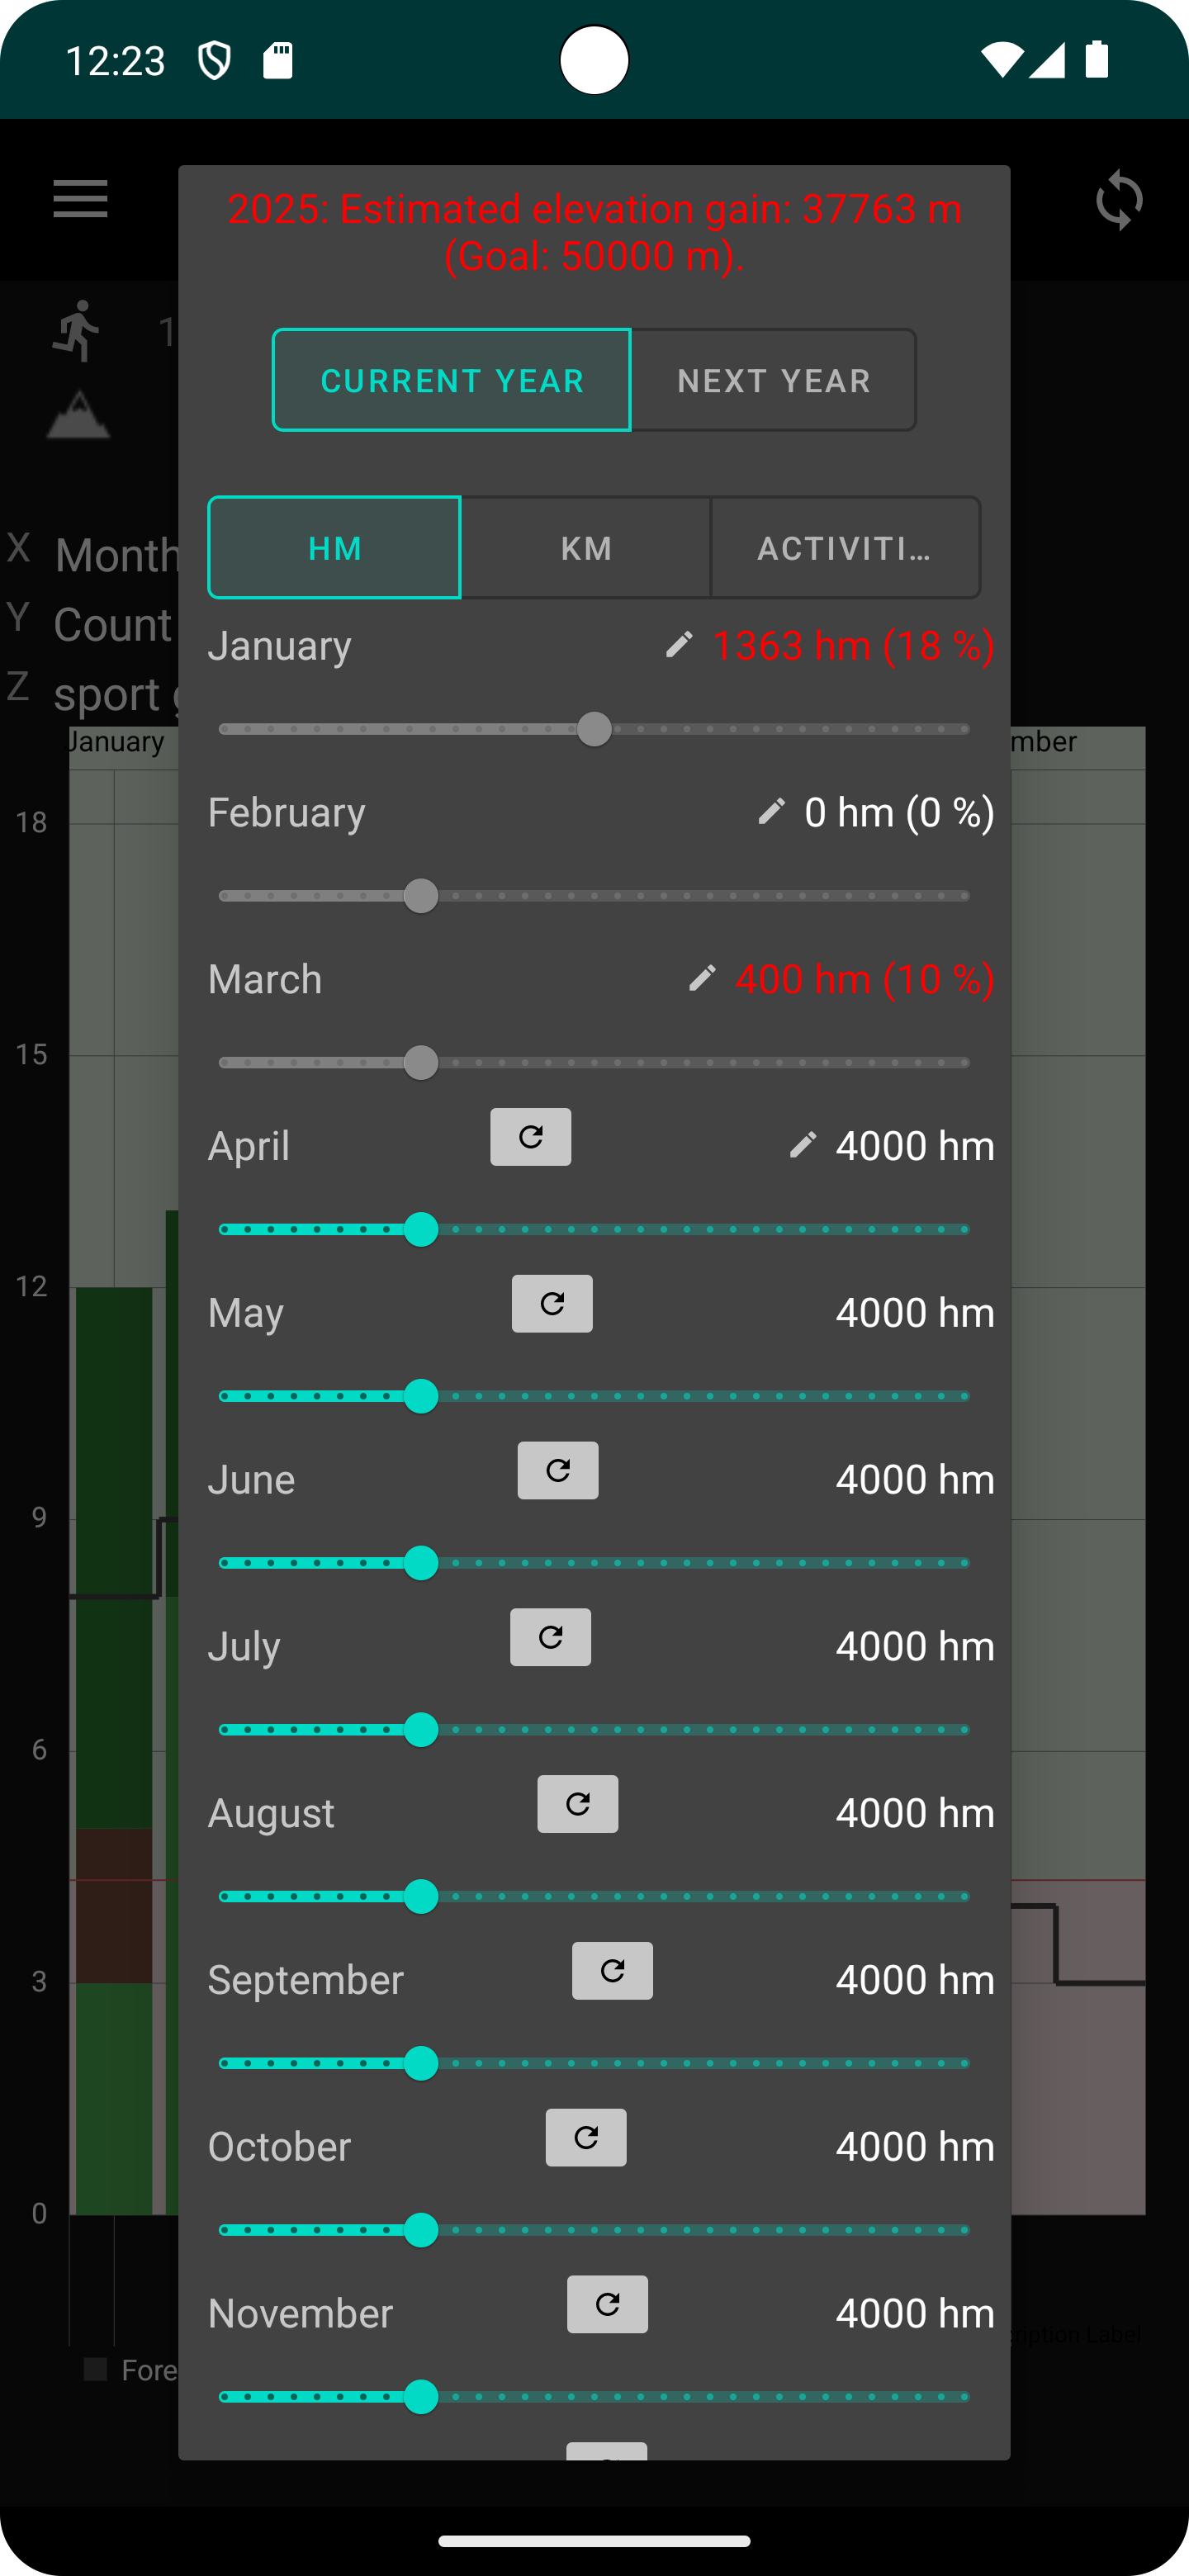 12:23
2025: Estimated elevation gain: 37763 m
(Goal: 50000 m).
1
CURRENT YEAR
NEXT YEAR
X Month
Y Count
Z sport
HM
KM
ACTIVITI…
January
1363 hm (18 %)
January
mber
February
0 hm (0 %)
18
March
400 hm (10 %)
15
April
4000 hm
12
May
4000 hm
June
4000 hm
9
July
4000 hm
6
August
4000 hm
September
4000 hm
3
October
4000 hm
0
November
4000 hm
ription Label
Fore